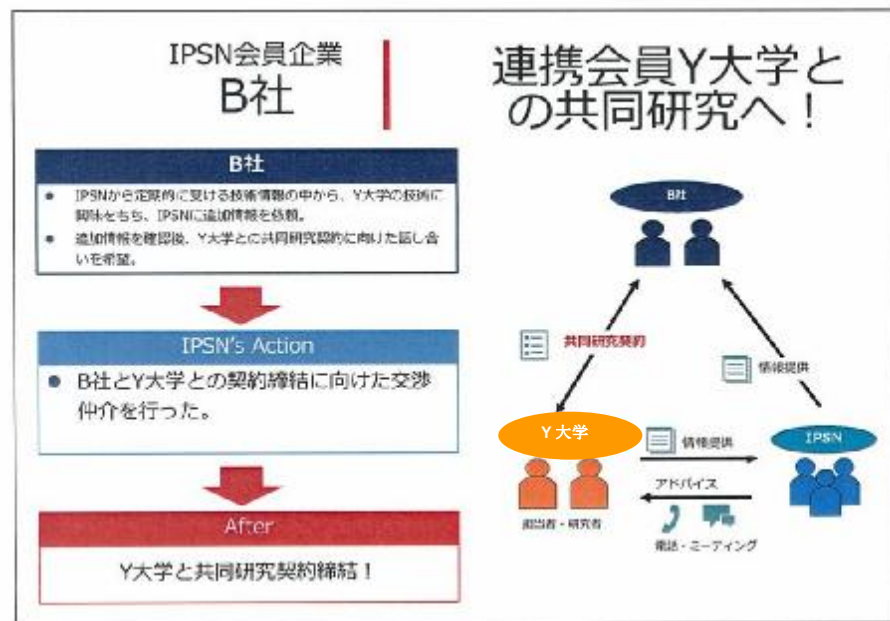 IPSN会員企業
B社
連携会員Y大学と
の共同研究へ！
B社
● IPSNから定期的に受ける技術情報の中から、Y大学の技術に
興味をもち、IPSNに追加情報を依頼。
● 追加情報を確認後、Y大学との共同研究契約に向けた話し合
いを希望。
IPSN's Action
● B社とY大学との契約締結に向けた交渉
仲介を行った。
After
Y大学と共同研究契約締結！
B社
共同研究契約
情報提供
Y大学
情報提供
IPSN
アドバイス
担当者・研究者
電話・ミーティング